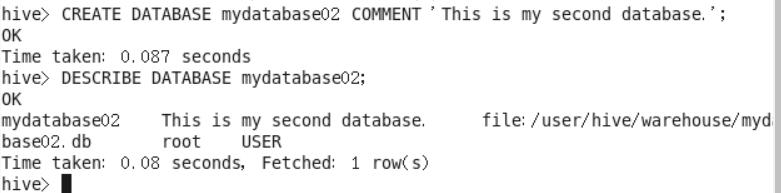 hive> CREATE DATABASE mydatabase02 COMMENT 'This is my second database.';
OK
Time taken: 0.087 seconds
hive> DESCRIBE DATABASE mydatabase02;
OK
mydatabase02    This is my second database.     file:/user/hive/warehouse/myd
base02.db       root    USER
Time taken: 0.08 seconds, Fetched: 1 row(s)
hive>